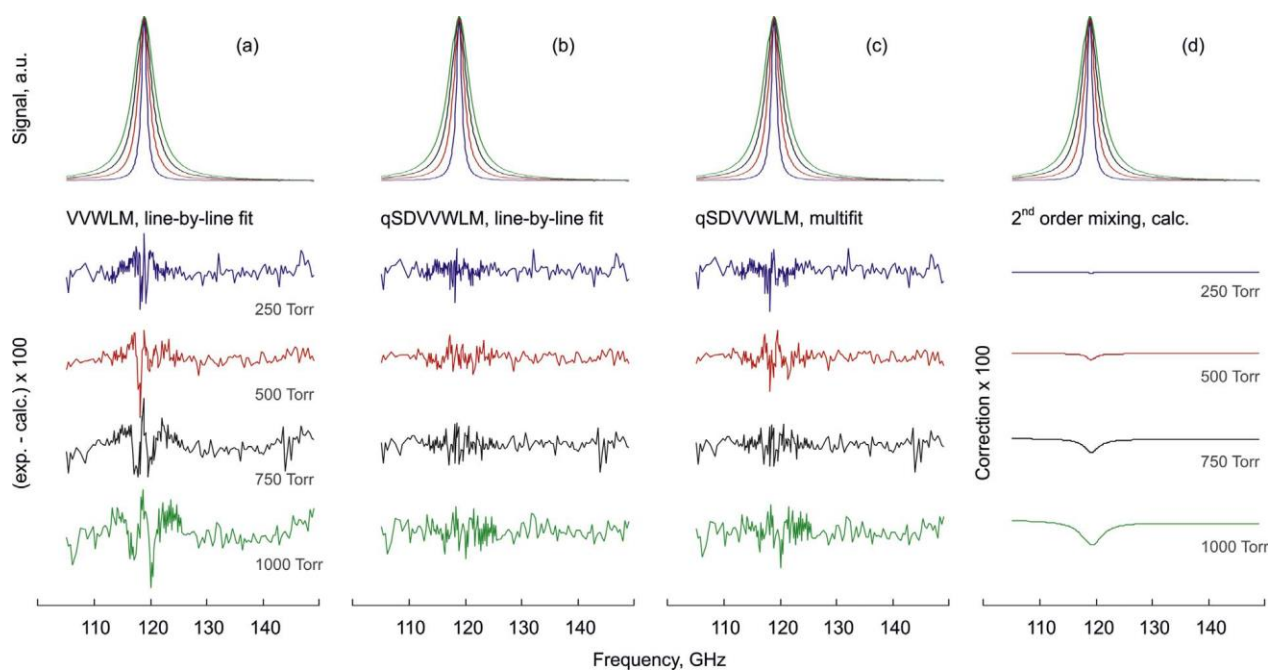 Signal, a.u.
(a)
(b)
(c)
(d)
VVWLM, line-by-line fit
qSDVVWLM, line-by-line fit
qSDVVWLM, multifit
2nd order mixing, calc.
(exp. - calc.) x 100
250 Torr
500 Torr
750 Torr
1000 Torr
Correction x 100
250 Torr
500 Torr
750 Torr
1000 Torr
110 120 130 140
110 120 130 140
110 120 130 140
110 120 130 140
Frequency, GHz